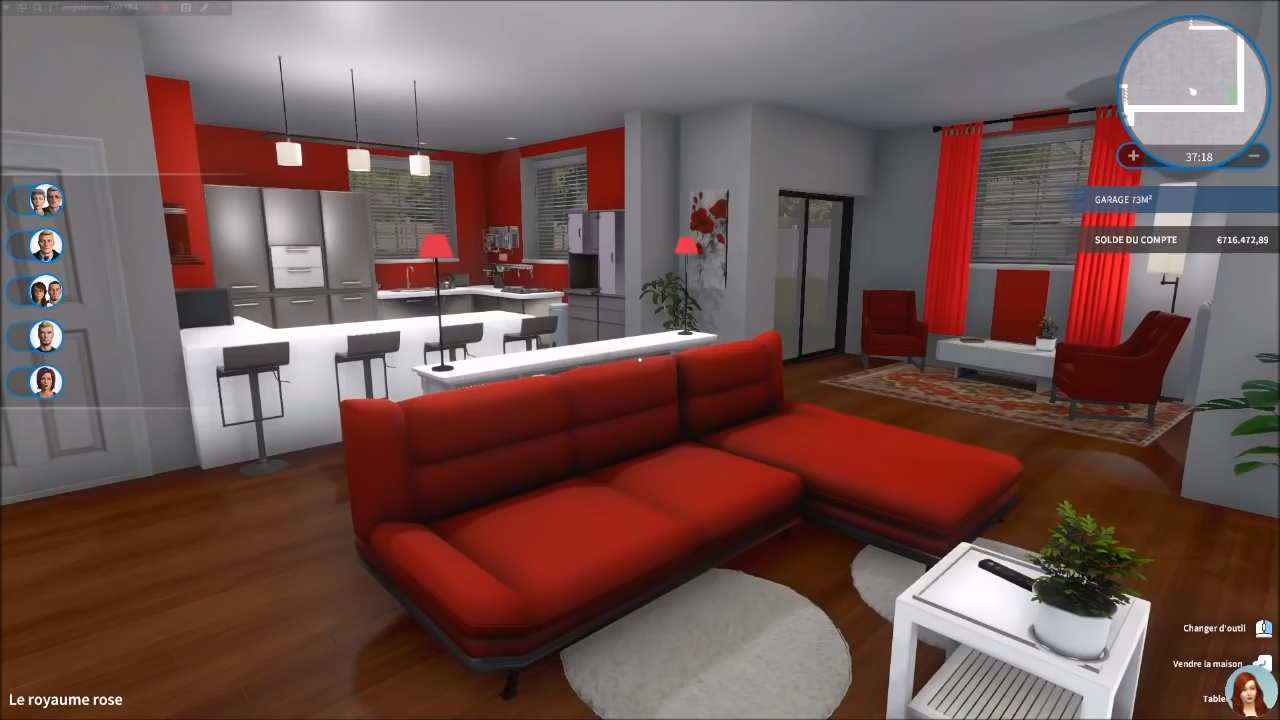 37:18
GARAGE 73M²
SOLDE DU COMPTE €716.472,89
Changer d'outil
Vendre la maison
Table
Le royaume rose